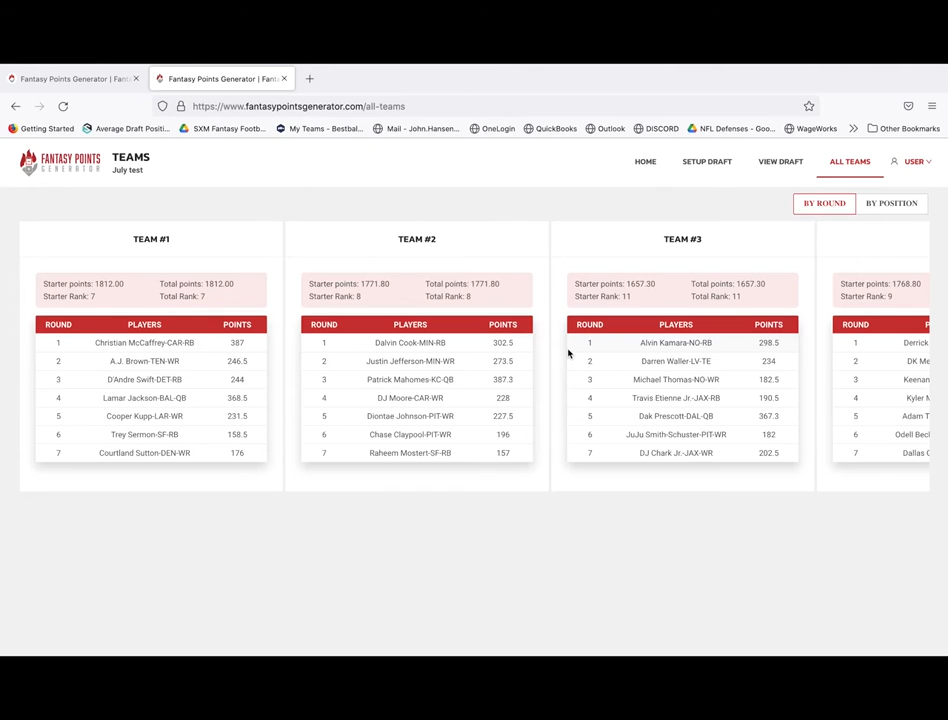 Fantasy Points Generator | Fant
Fantasy Points Generator | Fant
https://www.fantasypointsgenerator.com/all-teams
Getting Started
Average Draft Positi...
SXM Fantasy Footb...
My Teams - Bestbal...
Mail - John.Hansen...
OneLogin
QuickBooks
Outlook
DISCORD
NFL Defenses - Goo...
WageWorks
Other Bookmarks
FANTASY POINTS
GENERATOR
TEAMS
July test
HOME
SETUP DRAFT
VIEW DRAFT
ALL TEAMS
USER
BY ROUND
BY POSITION
TEAM #1
Starter points: 1812.00 Total points: 1812.00
Starter Rank: 7 Total Rank: 7
ROUND PLAYERS POINTS
1 Christian McCaffrey-CAR-RB 387
2 A.J. Brown-TEN-WR 246.5
3 D'Andre Swift-DET-RB 244
4 Lamar Jackson-BAL-QB 368.5
5 Cooper Kupp-LAR-WR 231.5
6 Trey Sermon-SF-RB 158.5
7 Courtland Sutton-DEN-WR 176
TEAM #2
Starter points: 1771.80 Total points: 1771.80
Starter Rank: 8 Total Rank: 8
ROUND PLAYERS POINTS
1 Dalvin Cook-MIN-RB 302.5
2 Justin Jefferson-MIN-WR 273.5
3 Patrick Mahomes-KC-QB 387.3
4 DJ Moore-CAR-WR 228
5 Diontae Johnson-PIT-WR 227.5
6 Chase Claypool-PIT-WR 196
7 Raheem Mostert-SF-RB 157
TEAM #3
Starter points: 1657.30 Total points: 1657.30
Starter Rank: 11 Total Rank: 11
ROUND PLAYERS POINTS
1 Alvin Kamara-NO-RB 298.5
2 Darren Waller-LV-TE 234
3 Michael Thomas-NO-WR 182.5
4 Travis Etienne Jr.-JAX-RB 190.5
5 Dak Prescott-DAL-QB 367.3
6 JuJu Smith-Schuster-PIT-WR 182
7 DJ Chark Jr.-JAX-WR 202.5
Starter points: 1768.80
Starter Rank: 9
ROUND P
1 Derrick
2 DK Me
3 Keenan
4 Kyler M
5 Adam T
6 Odell Bec
7 Dallas G